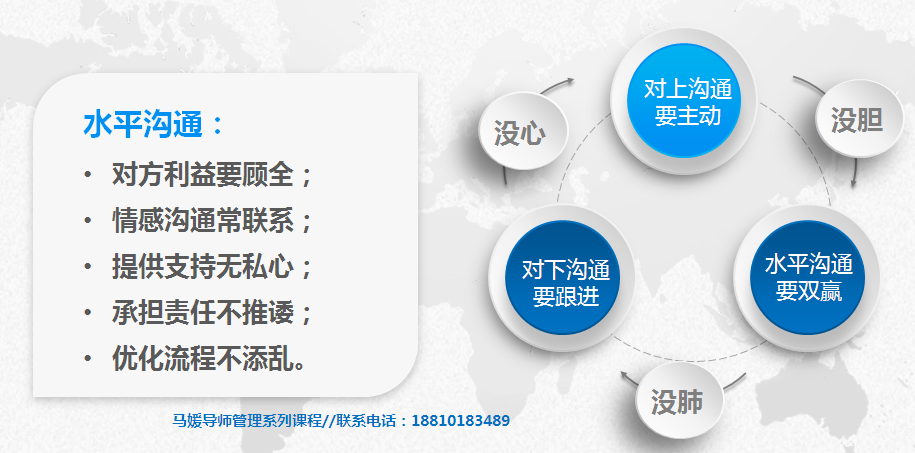 水平沟通：
• 对方利益要顾全；
• 情感沟通常联系；
• 提供支持无私心；
• 承担责任不推诿；
• 优化流程不添乱。
马媛导师管理系列课程//联系电话：18810183489
对上沟通
要主动
没心
没胆
对下沟通
要跟进
水平沟通
要双赢
没肺